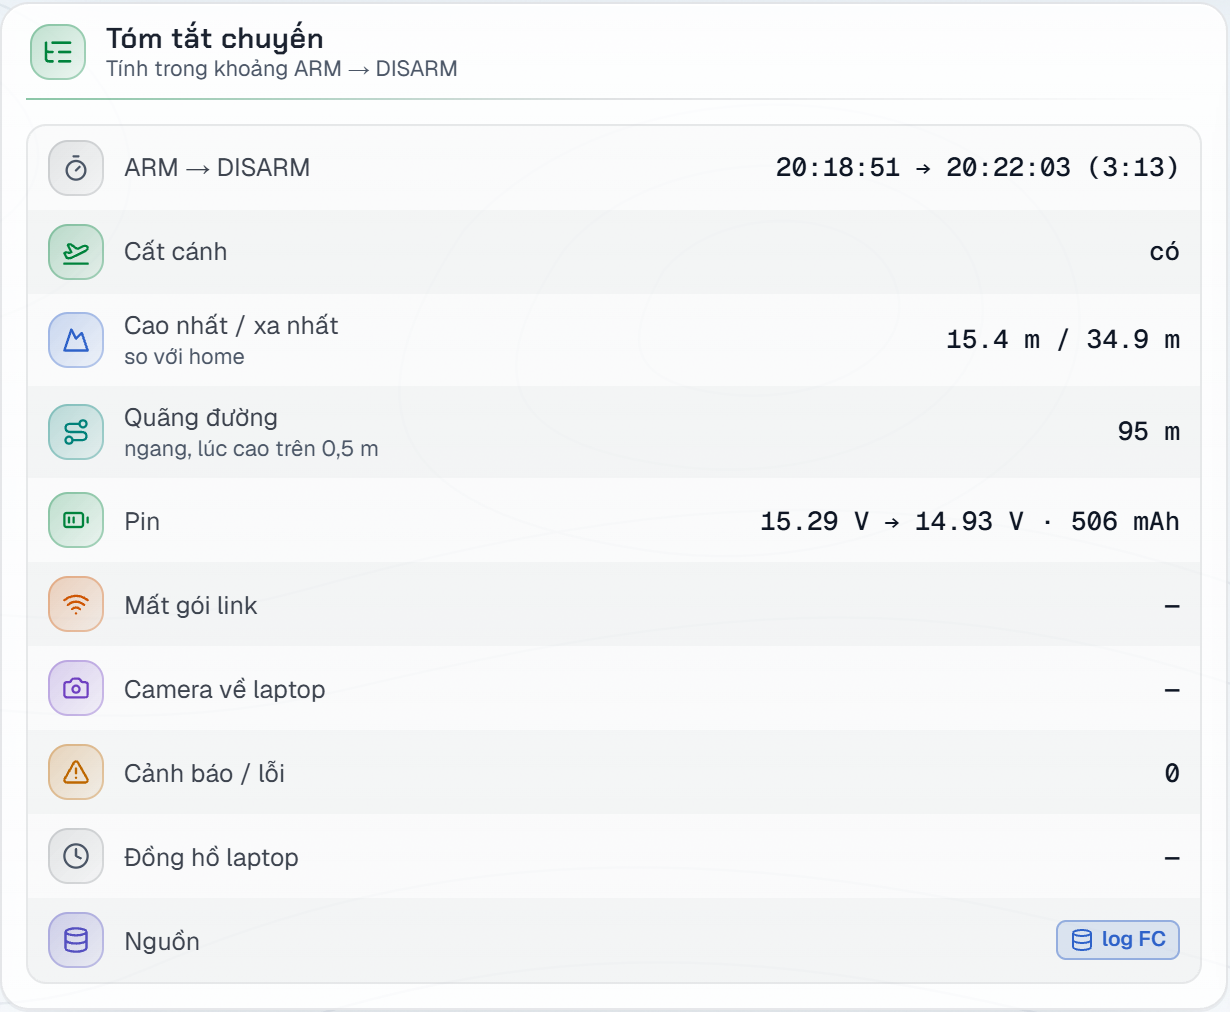 Tóm tắt chuyến
Tính trong khoảng ARM → DISARM
ARM → DISARM
20:18:51 → 20:22:03 (3:13)
Cất cánh
có
Cao nhất / xa nhất
so với home
15.4 m / 34.9 m
Quãng đường
ngang, lúc cao trên 0,5 m
95 m
Pin
15.29 V → 14.93 V · 506 mAh
Mất gói link
–
Camera về laptop
–
Cảnh báo / lỗi
0
Đồng hồ laptop
–
Nguồn
log FC